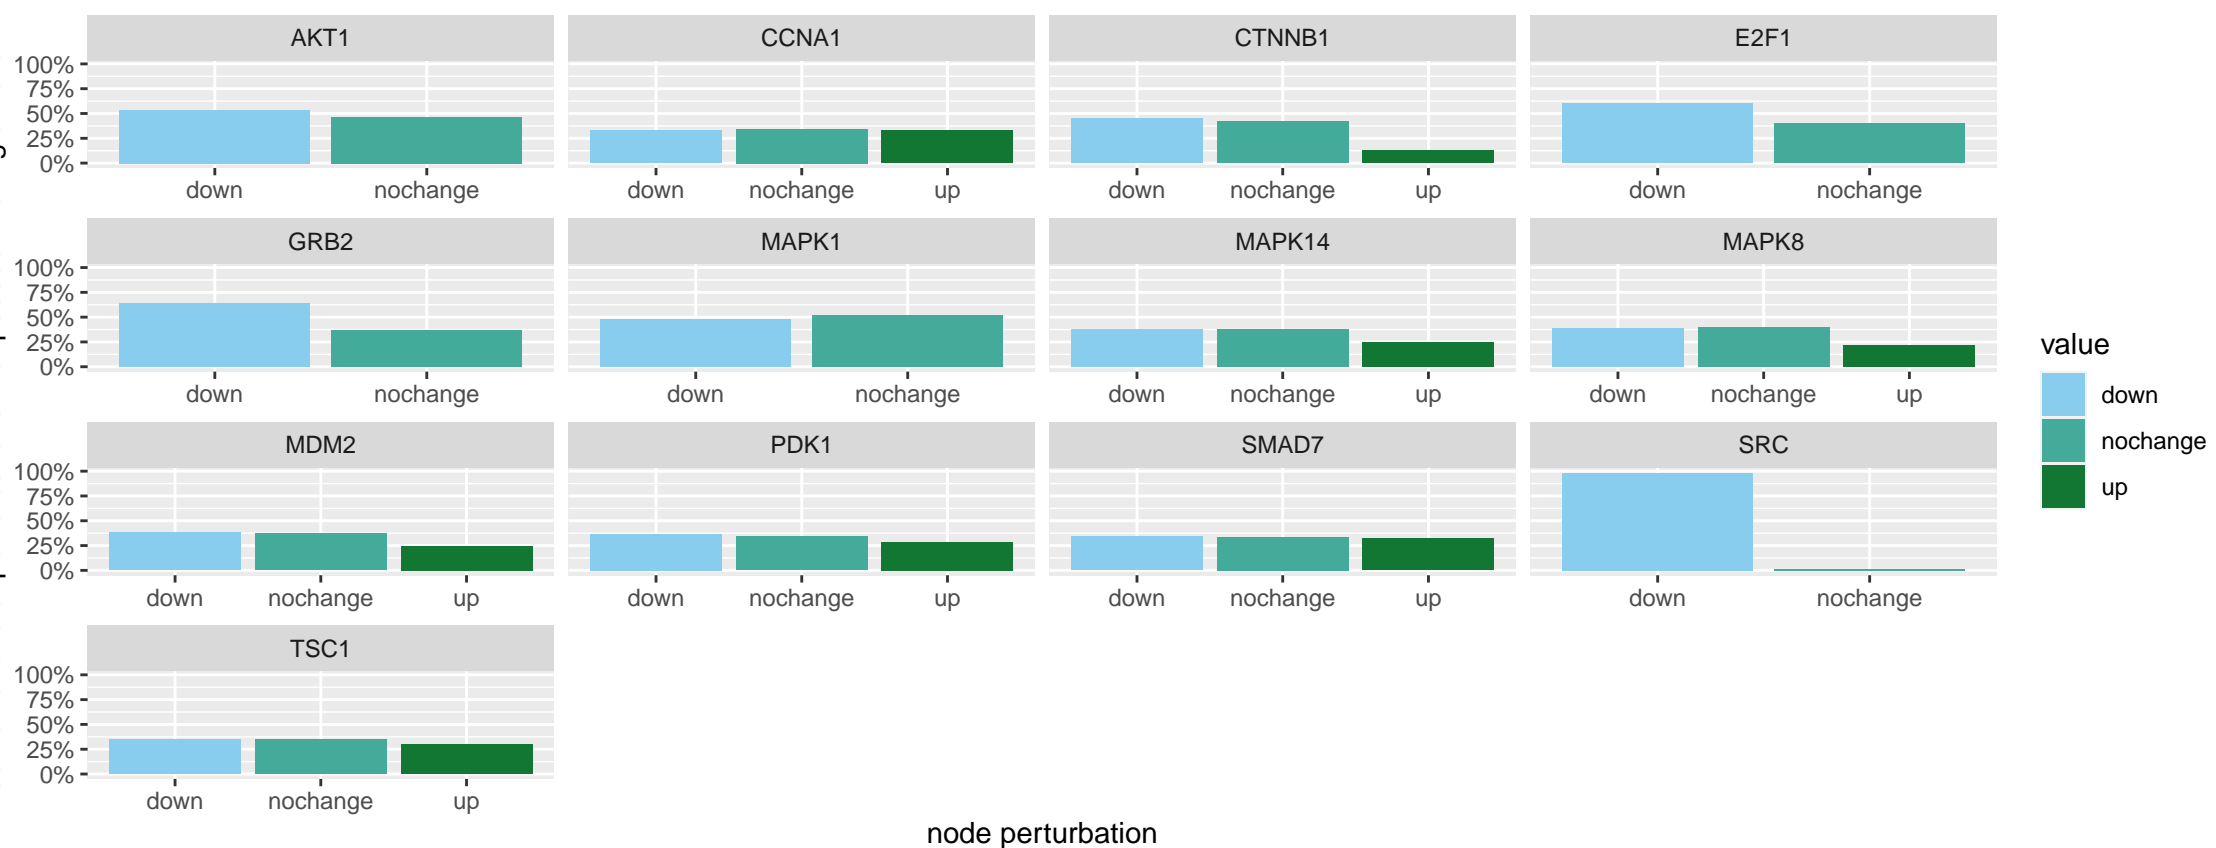 AKT1 CCNA1 CTNNB1 E2F1
100%
75%
50%
25%
0%
down nochange down nochange up down nochange up down nochange
GRB2 MAPK1 MAPK14 MAPK8
100%
75%
50%
25%
0%
down nochange down nochange down nochange up down nochange up
MDM2 PDK1 SMAD7 SRC
100%
75%
50%
25%
0%
down nochange up down nochange up down nochange up down nochange
TSC1
100%
75%
50%
25%
0%
down nochange up
node perturbation
value
down
nochange
up